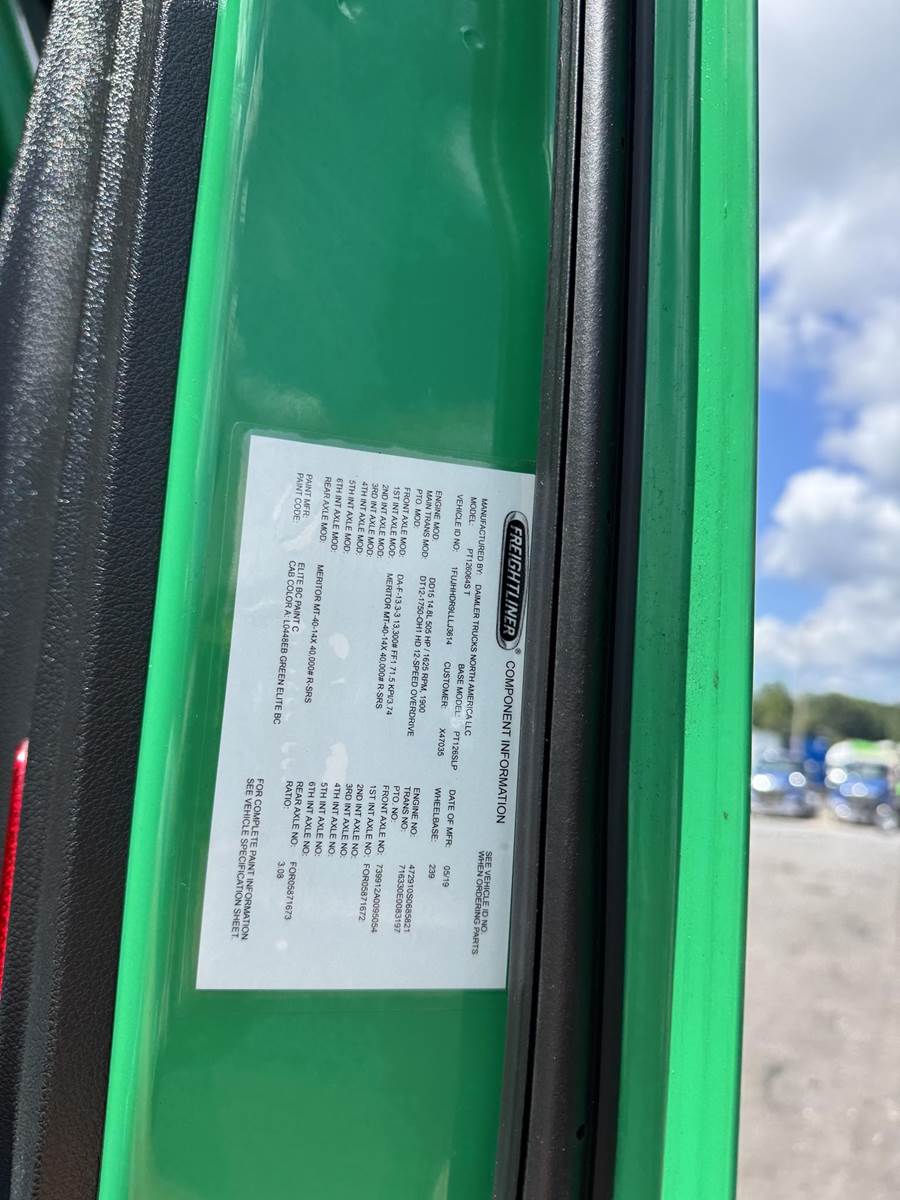 FREIGHTLINER® COMPONENT INFORMATION
SEE VEHICLE ID NO.
WHEN ORDERING PARTS
MANUFACTURED BY: DAIMLER TRUCKS NORTH AMERICA LLC
MODEL: PT126064S T BASE MODEL: PT126SLP DATE OF MFR: 05/19
VEHICLE ID NO: 1FUJHHDR9LLLJ3614 CUSTOMER: X47035 WHEELBASE: 239
ENGINE MOD: DD15 14.8L 505 HP / 1625 RPM, 1900 ENGINE NO: 472910S0685821
MAIN TRANS MOD: DT12-1750-OH1 HD 12-SPEED OVERDRIVE TRANS NO: 716330E0083197
PTO. MOD: PTO. NO:
FRONT AXLE MOD: DA-F-13.3-3 13,300# FF1 71.5 KPI/3.74 FRONT AXLE NO: 739912A0095054
1ST INT AXLE MOD: MERITOR MT-40-14X 40,000# R-SRS 1ST INT AXLE NO: FOR05871672
2ND INT AXLE MOD: 2ND INT AXLE NO:
3RD INT AXLE MOD: 3RD INT AXLE NO:
4TH INT AXLE MOD: 4TH INT AXLE NO:
5TH INT AXLE MOD: 5TH INT AXLE NO:
6TH INT AXLE MOD: 6TH INT AXLE NO:
REAR AXLE MOD: MERITOR MT-40-14X 40,000# R-SRS REAR AXLE NO: FOR05871673
RATIO: 3.08
PAINT MFR: ELITE BC PAINT C
PAINT CODE: CAB COLOR A: L0448EB GREEN ELITE BC
FOR COMPLETE PAINT INFORMATION
SEE VEHICLE SPECIFICATION SHEET.